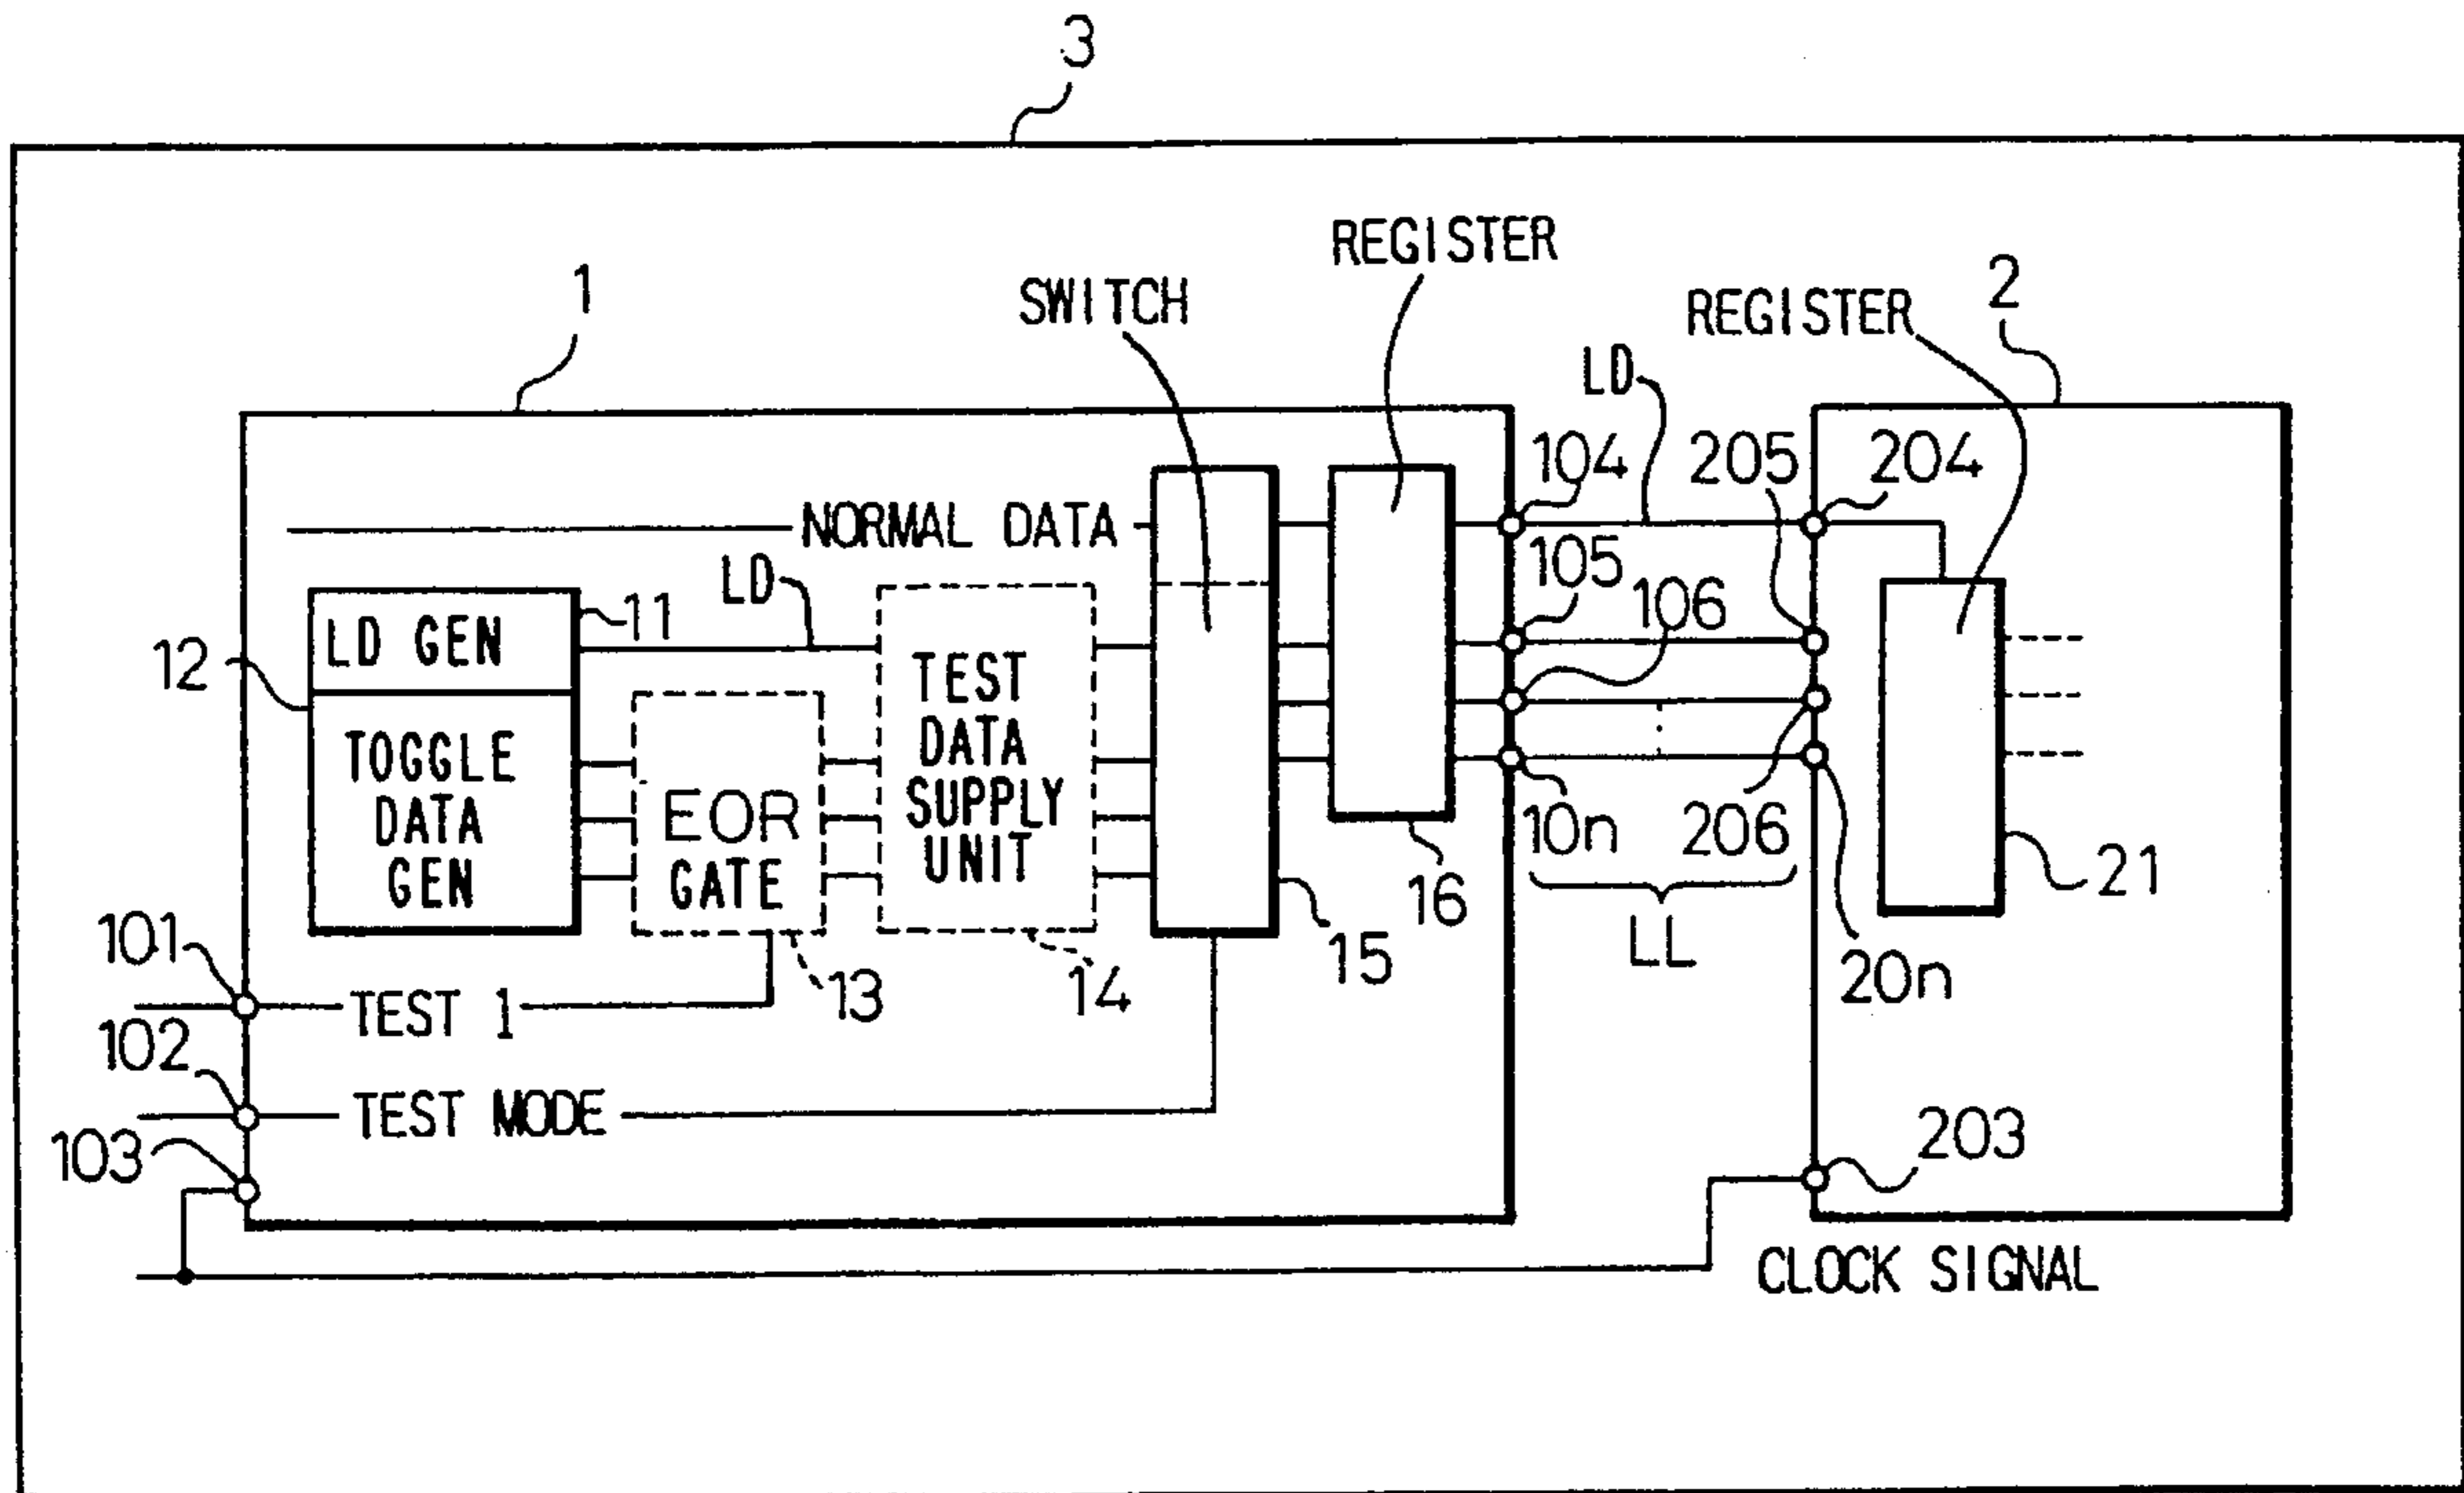 3
REGISTER
SWITCH
1
REGISTER
2
LD
104
205
204
NORMAL DATA
105
LD
106
11
LD GEN
12
TEST
DATA
SUPPLY
UNIT
TOGGLE
DATA
GEN
EOR
GATE
10n
206
16
21
101
LL
15
20n
13
14
TEST 1
102
TEST MODE
103
203
CLOCK SIGNAL